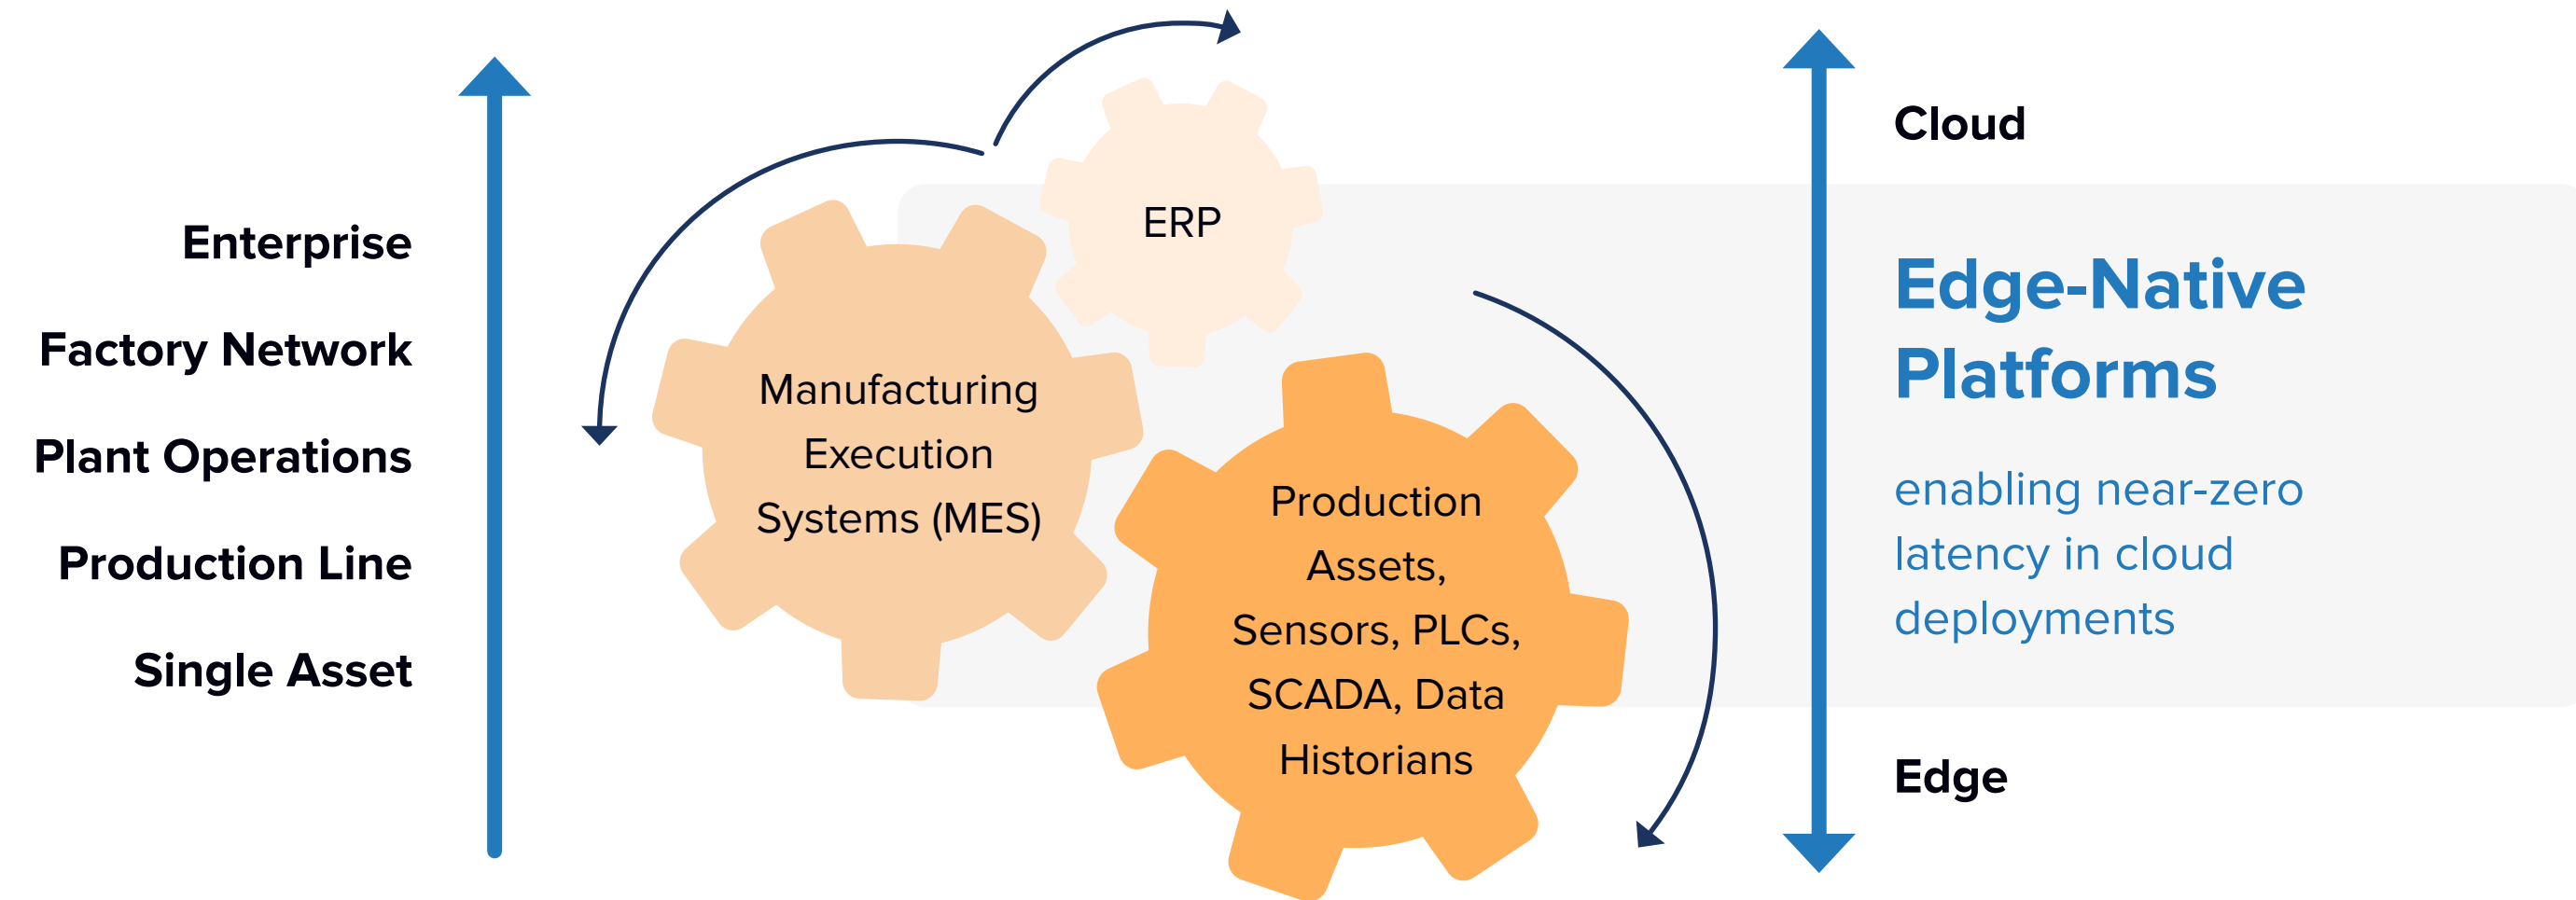 Enterprise
Factory Network
Plant Operations
Production Line
Single Asset
ERP
Manufacturing
Execution
Systems (MES)
Production
Assets,
Sensors, PLCs,
SCADA, Data
Historians
Cloud
Edge-Native
Platforms
enabling near-zero
latency in cloud
deployments
Edge